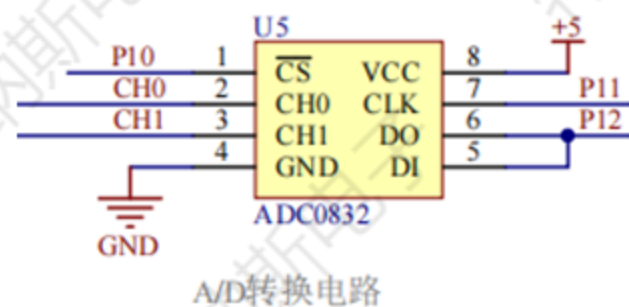 U5
+5
P10 1 CS VCC 8
CH0 2 CH0 CLK 7 P11
CH1 3 CH1 DO 6 P12
4 GND DI 5
ADC0832
GND
A/D转换电路